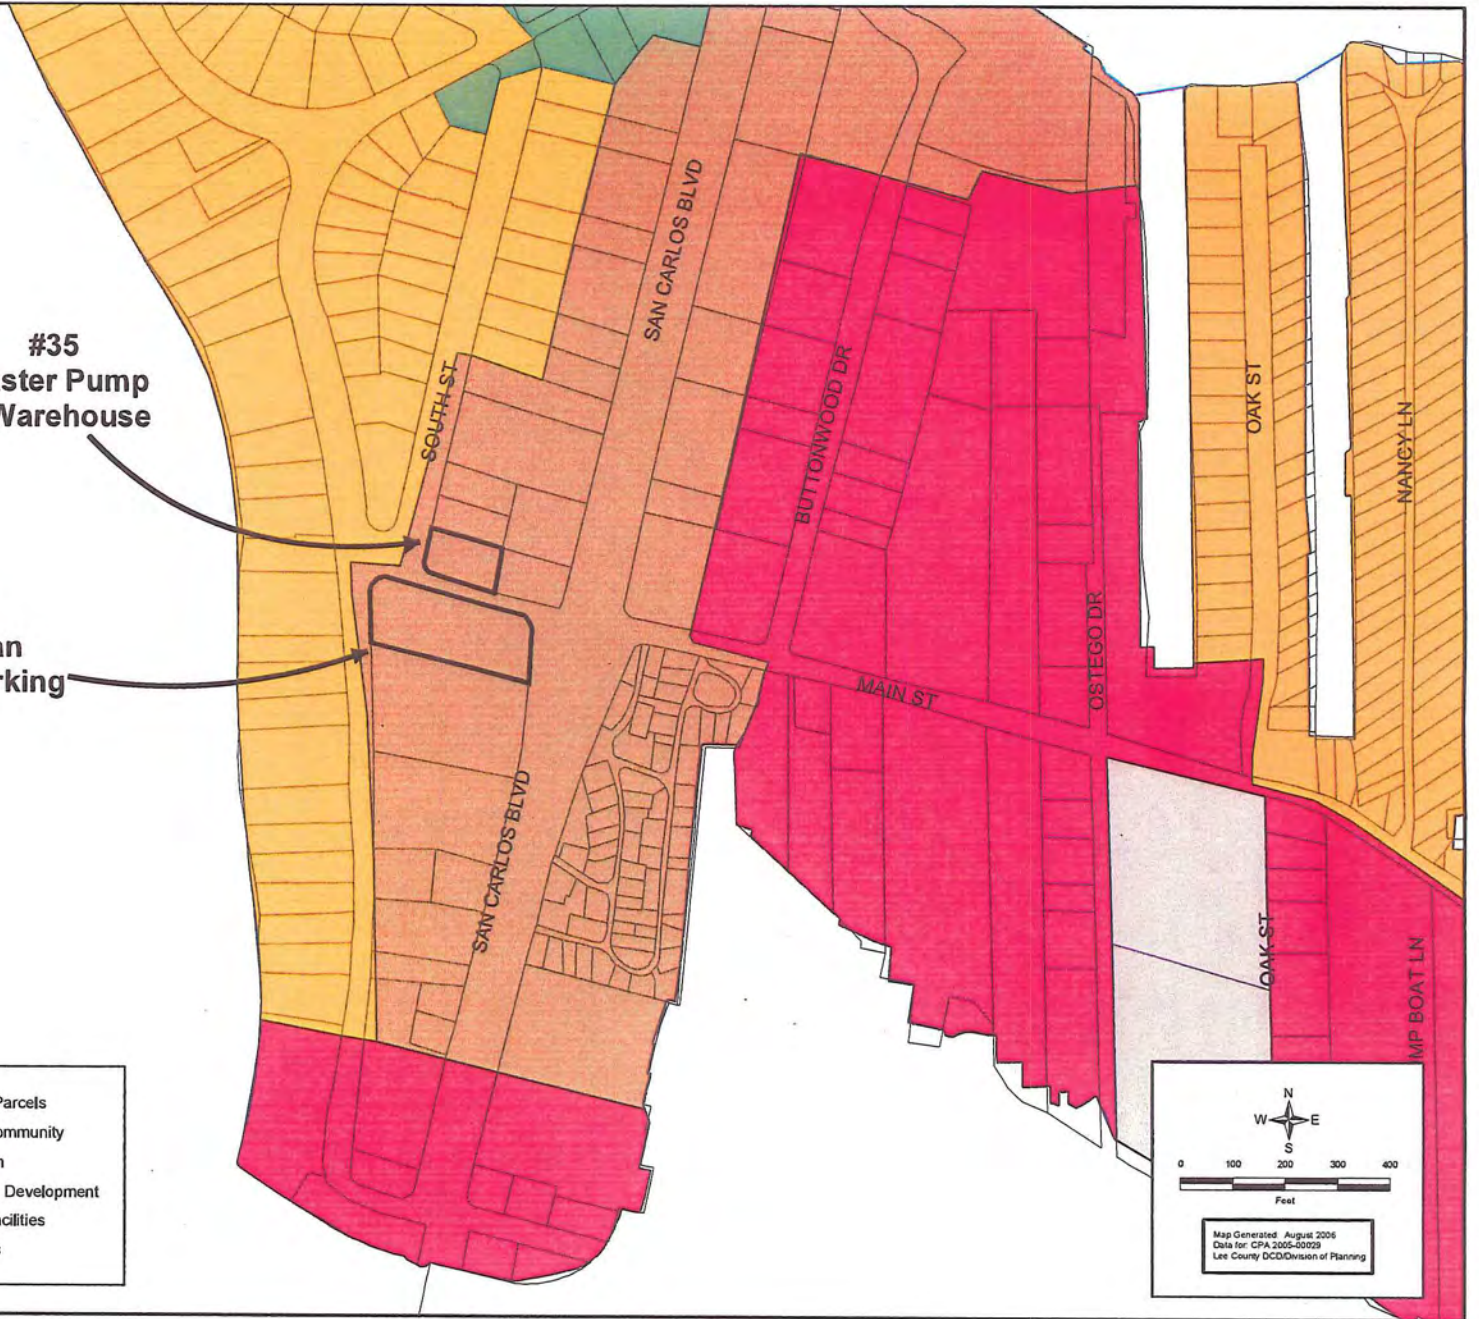 #35
ster Pump
Warehouse
an
rking
SAN CARLOS BLVD
SOUTH ST
BUTTONWOOD DR
OAK ST
NANCY LN
OSTEGO DR
MAIN ST
SAN CARLOS BLVD
OAK ST
MP BOAT LN
Parcels
ommunity
n
Development
cilities
s
N
W E
S
0 100 200 300 400
Feet
Map Generated: August 2006
Data for: CPA 2005-00029
Lee County DCD/Division of Planning